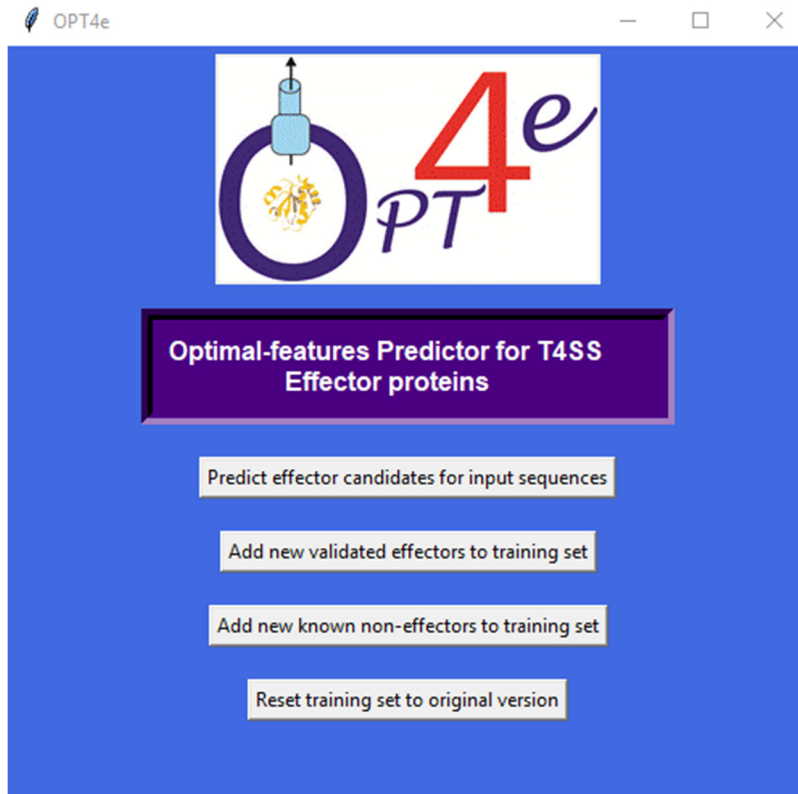 OPT4e
OPT4e
Optimal-features Predictor for T4SS
Effector proteins
Predict effector candidates for input sequences
Add new validated effectors to training set
Add new known non-effectors to training set
Reset training set to original version